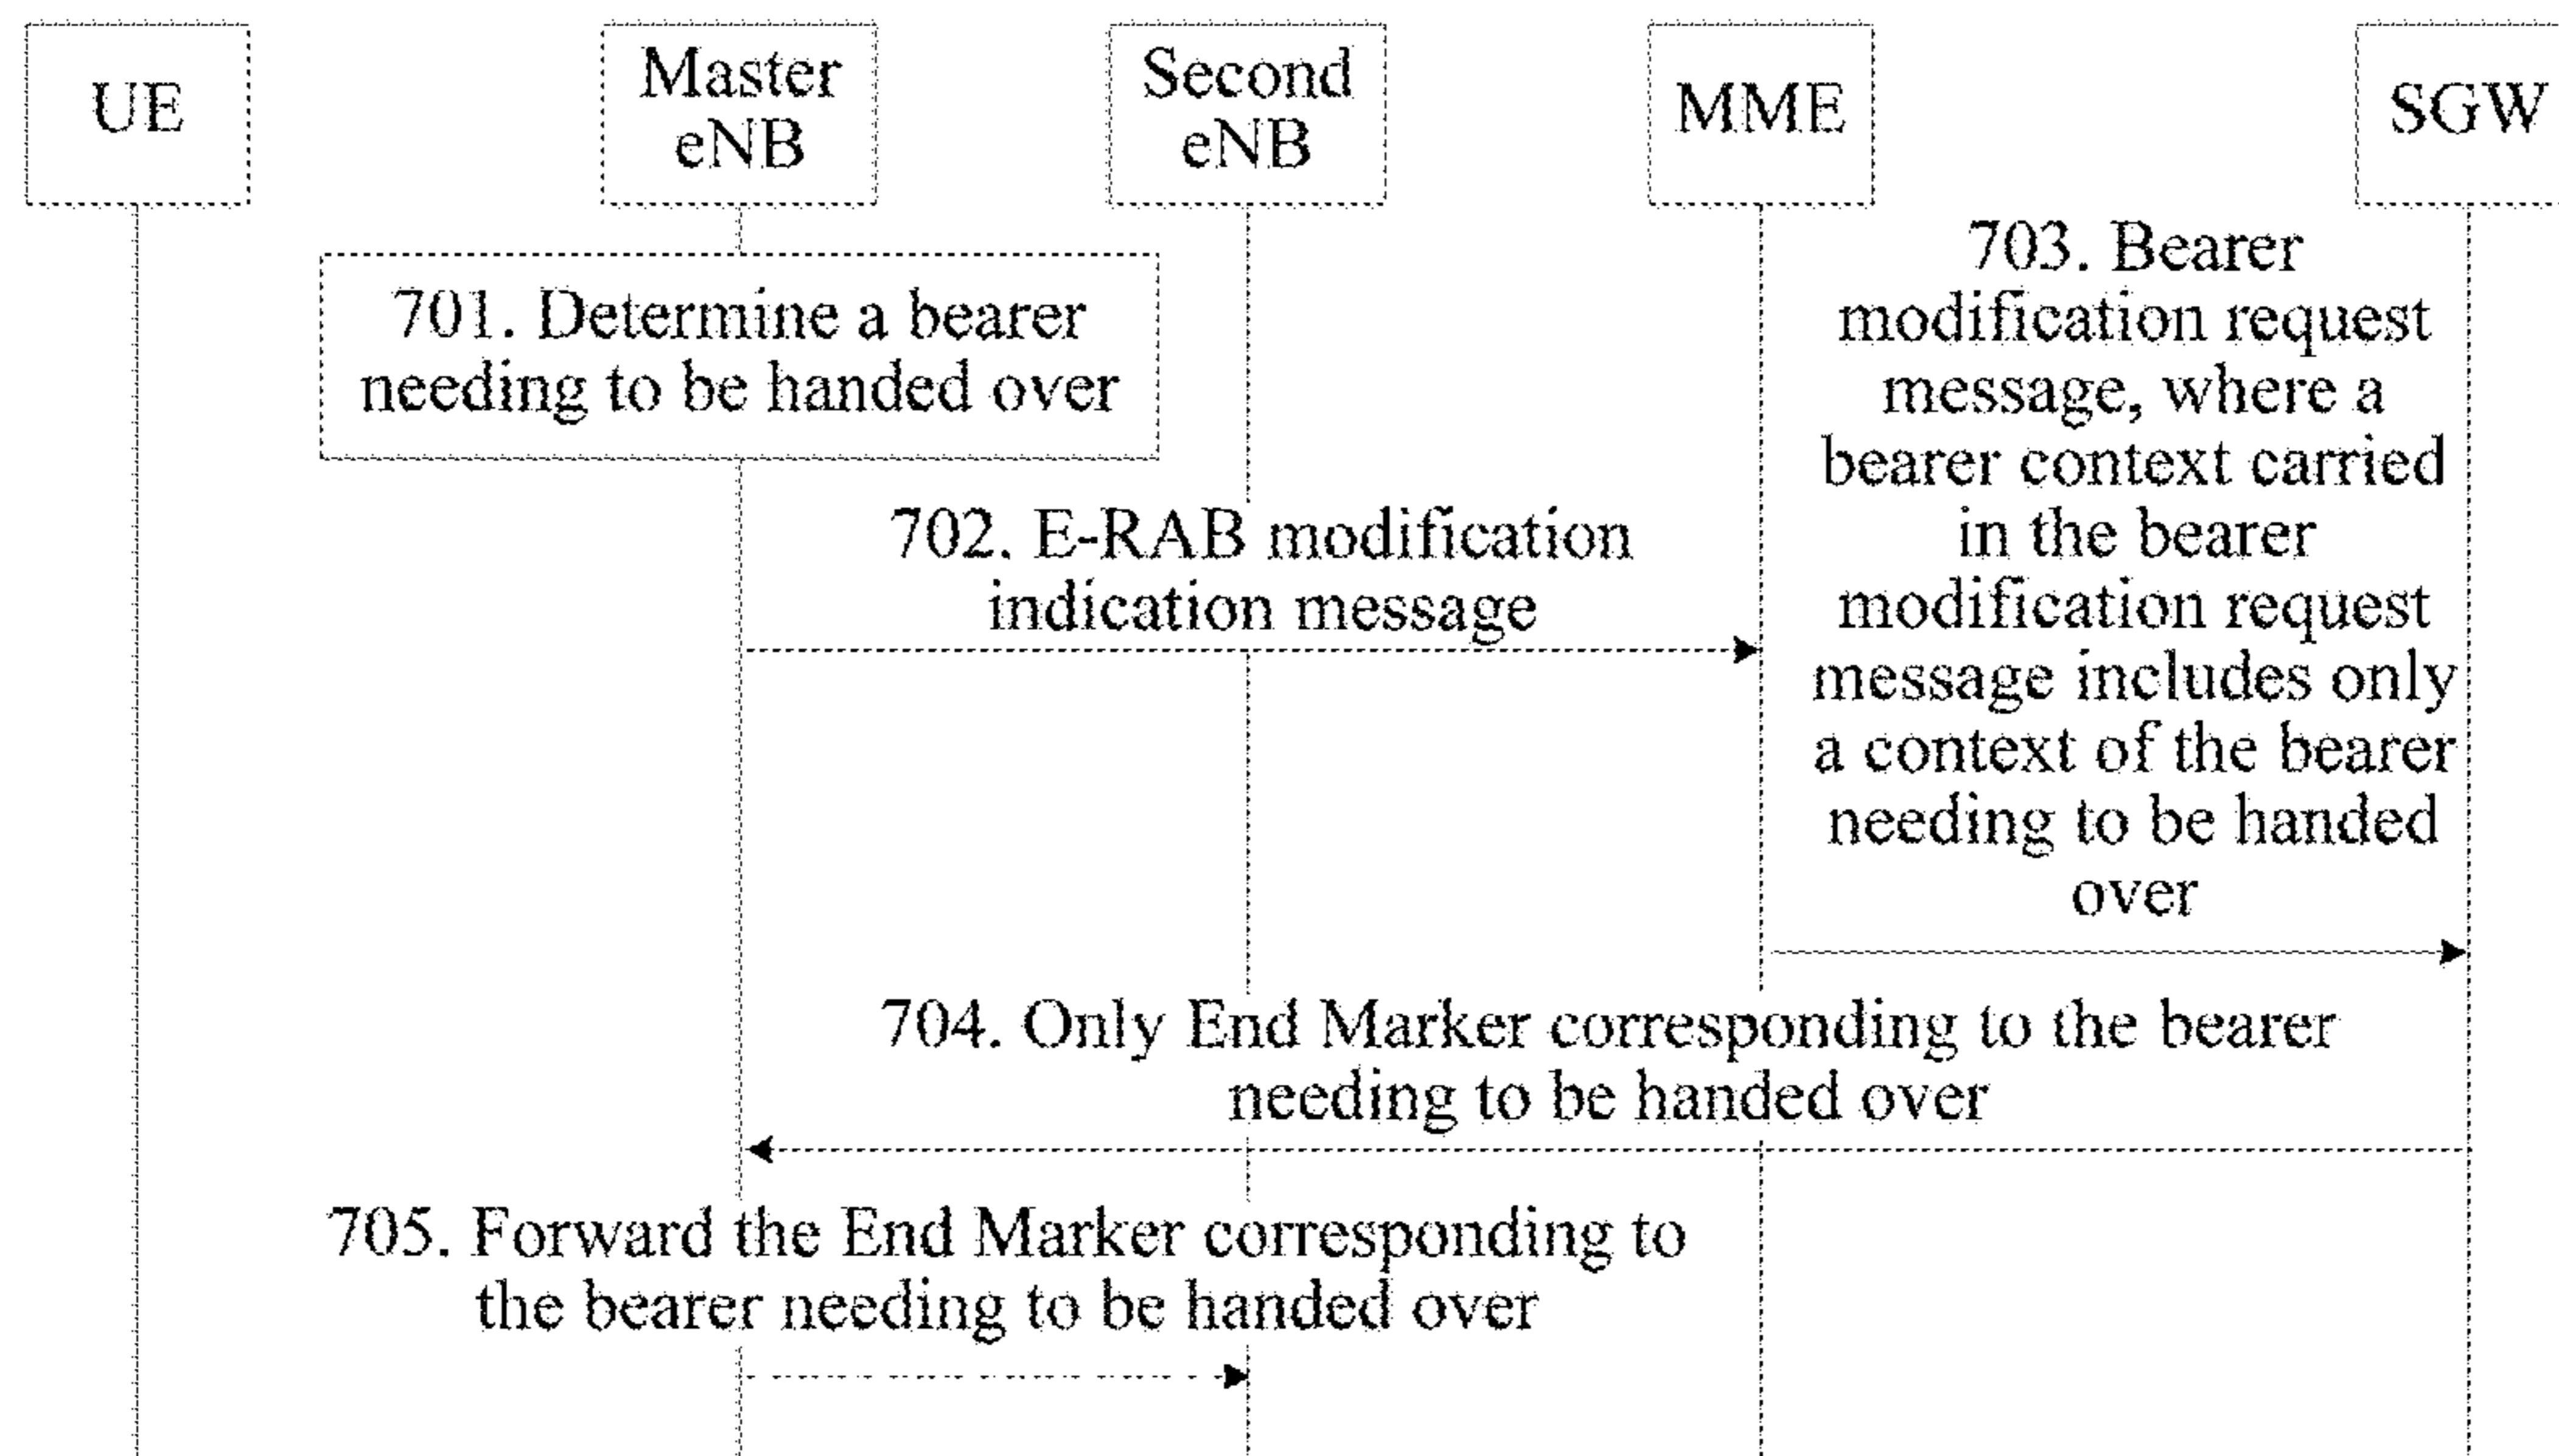 UE
Master
eNB
Second
eNB
MME
SGW
701. Determine a bearer
needing to be handed over
702. E-RAB modification
indication message
703. Bearer
modification request
message, where a
bearer context carried
in the bearer
modification request
message includes only
a context of the bearer
needing to be handed
over
704. Only End Marker corresponding to the bearer
needing to be handed over
705. Forward the End Marker corresponding to
the bearer needing to be handed over